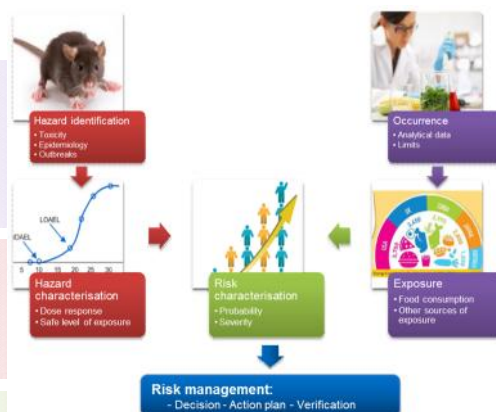 Hazard identification
• Toxicity
• Epidemiology
• Outbreaks
Occurrence
• Analytical data
• Limits
LOAEL
5
10
15
20
25
30
Hazard characterisation
• Dose response
• Safe level of exposure
Risk characterisation
• Probability
• Severity
USA
UK
Exposure
• Food consumption
• Other sources of exposure
Risk management:
- Decision - Action plan - Verification